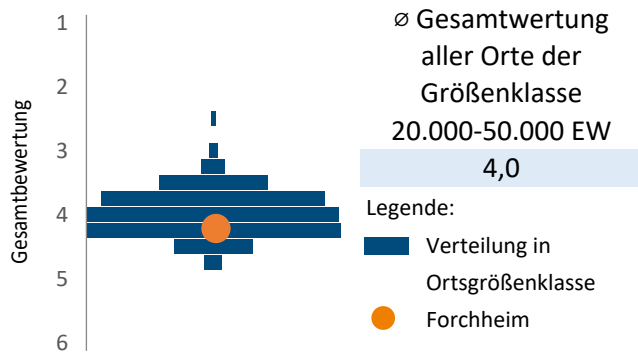 Gesamtbewertung
1
2
3
4
5
6
⌀ Gesamtwertung
aller Orte der
Größenklasse
20.000-50.000 EW
4,0
Legende:
Verteilung in
Ortsgrößenklasse
Forchheim